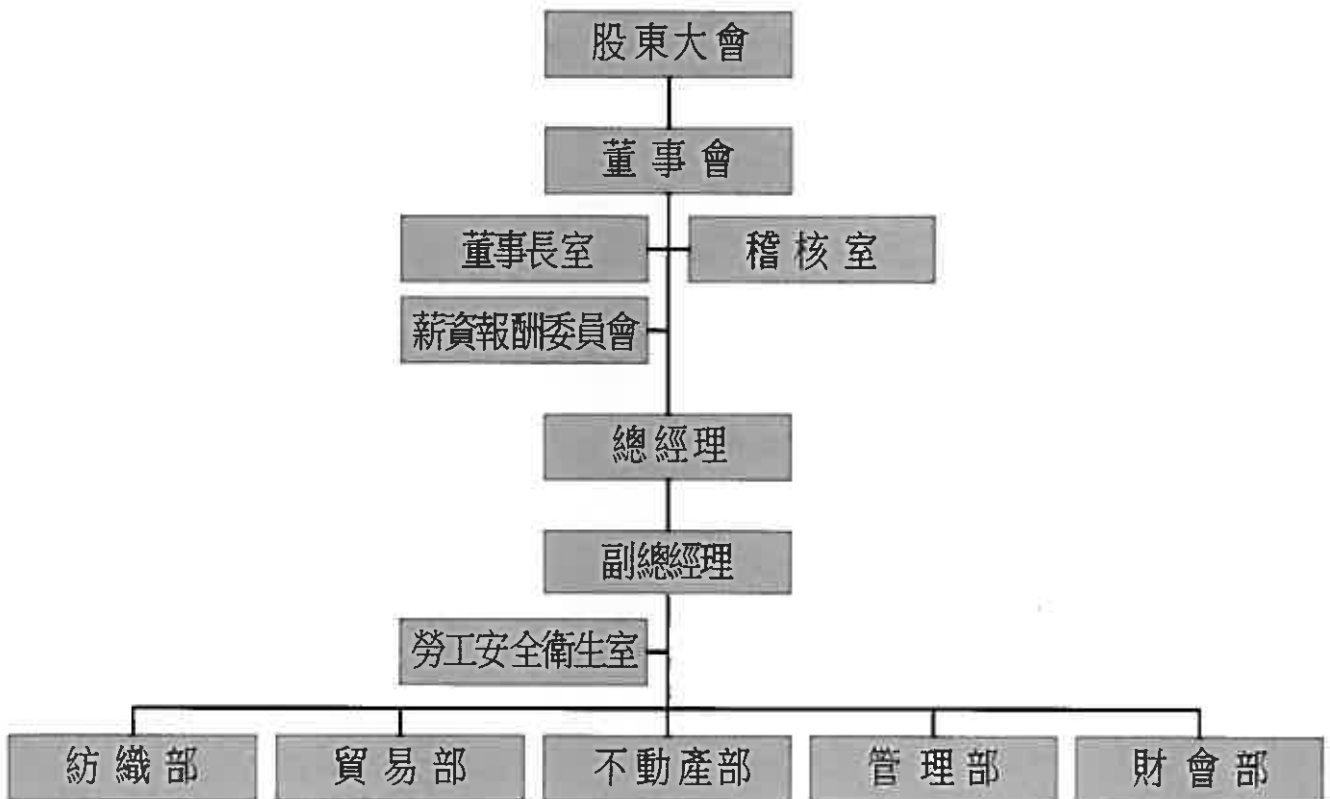 股東大會
董事會
董事長室
稽核室
薪資報酬委員會
總經理
副總經理
勞工安全衛生室
紡織部
貿易部
不動產部
管理部
財會部